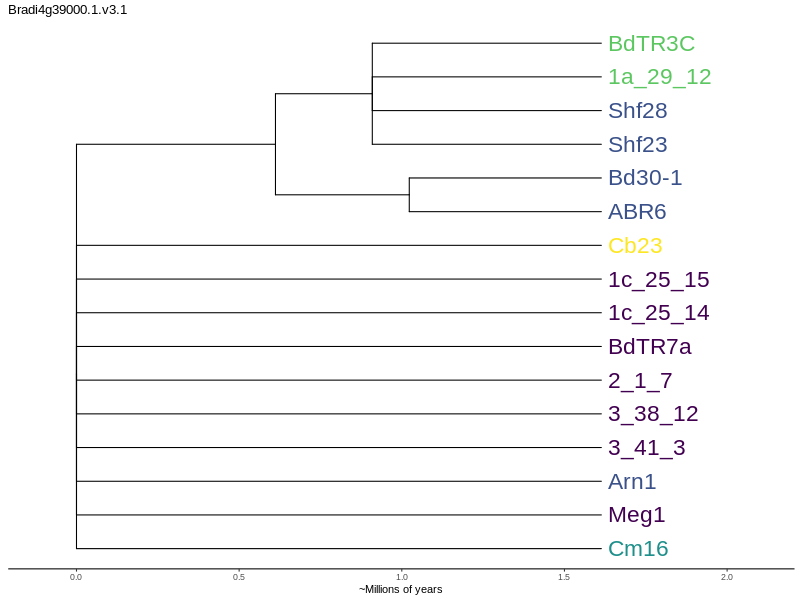 Bradi4g39000.1.v3.1
BdTR3C
1a_29_12
Shf28
Shf23
Bd30-1
ABR6
Cb23
1c_25_15
1c_25_14
BdTR7a
2_1_7
3_38_12
3_41_3
Arn1
Meg1
Cm16
0.0 0.5 1.0 1.5 2.0
~Millions of years